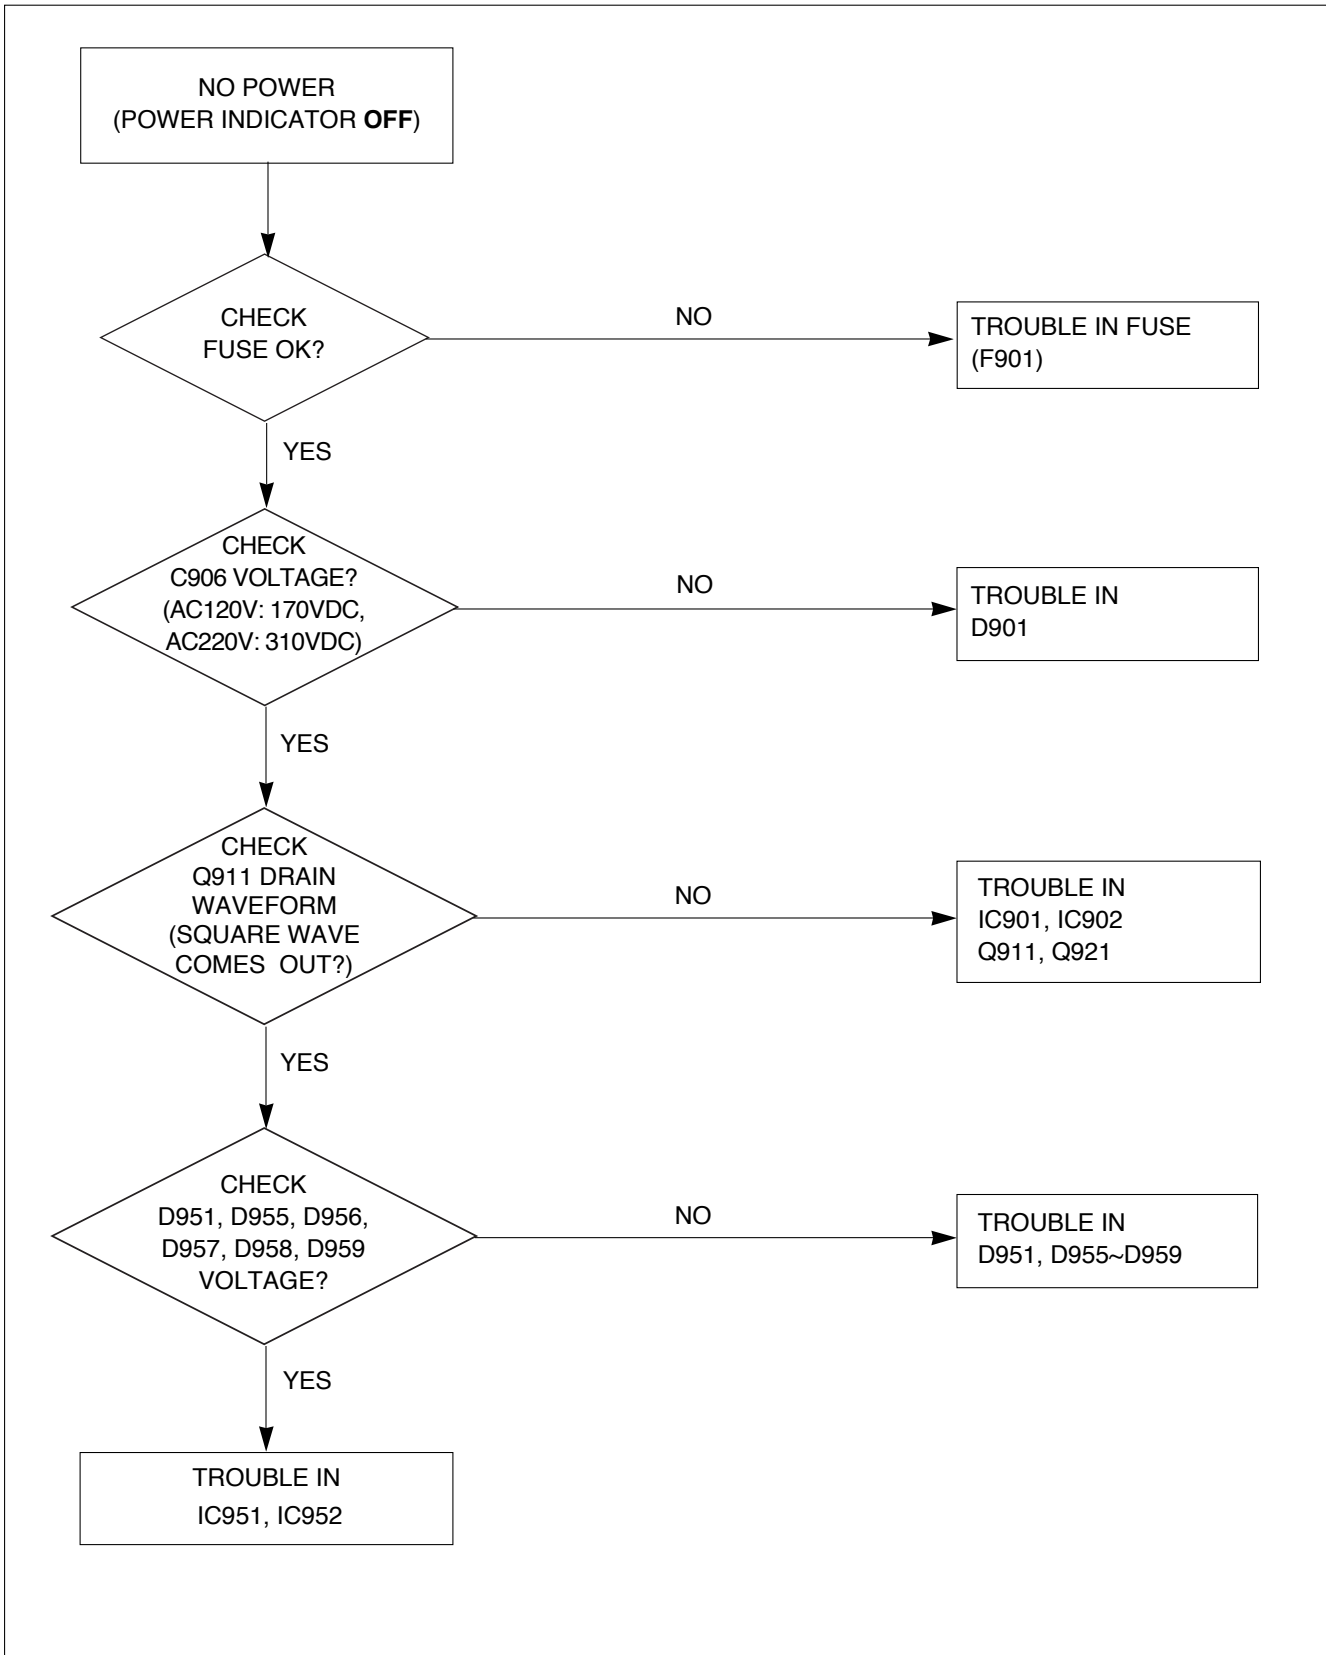 NO POWER
(POWER INDICATOR OFF)
CHECK
FUSE OK?
NO
TROUBLE IN FUSE
(F901)
YES
CHECK
C906 VOLTAGE?
(AC120V: 170VDC,
AC220V: 310VDC)
NO
TROUBLE IN
D901
YES
CHECK
Q911 DRAIN
WAVEFORM
(SQUARE WAVE
COMES OUT?)
NO
TROUBLE IN
IC901, IC902
Q911, Q921
YES
CHECK
D951, D955, D956,
D957, D958, D959
VOLTAGE?
NO
TROUBLE IN
D951, D955~D959
YES
TROUBLE IN
IC951, IC952